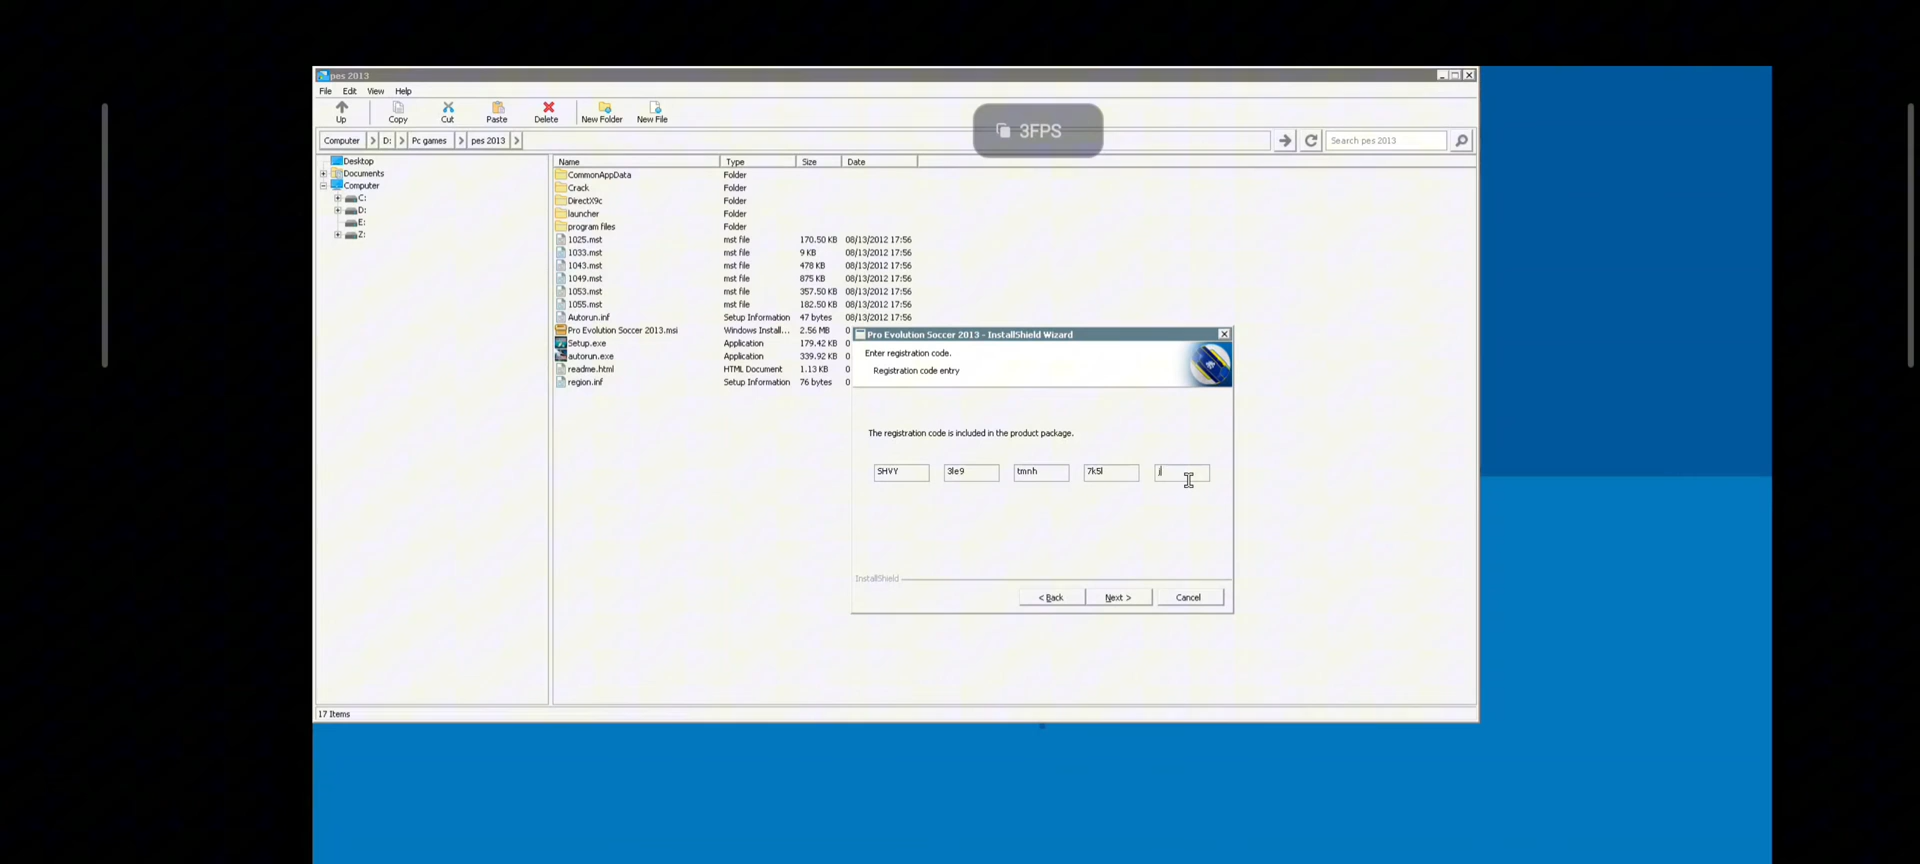 pes 2013
File Edit View Help
Up Copy Cut Paste Delete New Folder New File
3FPS
Computer D: Pc games pes 2013 Search pes 2013
Desktop
Documents
Computer
C:
D:
E:
Z:
Name Type Size Date
CommonAppData Folder
Crack Folder
DirectX9c Folder
launcher Folder
program files Folder
1025.mst mst file 170.50 KB 08/13/2012 17:56
1033.mst mst file 9 KB 08/13/2012 17:56
1043.mst mst file 478 KB 08/13/2012 17:56
1049.mst mst file 875 KB 08/13/2012 17:56
1053.mst mst file 357.50 KB 08/13/2012 17:56
1055.mst mst file 182.50 KB 08/13/2012 17:56
Autorun.inf Setup Information 47 bytes 08/13/2012 17:56
Pro Evolution Soccer 2013.msi Windows Install... 2.56 MB 0
Setup.exe Application 179.42 KB 0
autorun.exe Application 339.92 KB 0
readme.html HTML Document 1.13 KB 0
region.inf Setup Information 76 bytes 0
Pro Evolution Soccer 2013 - InstallShield Wizard
Enter registration code.
Registration code entry
The registration code is included in the product package.
SHVY 3le9 tmnh 7k5l
InstallShield
< Back Next > Cancel
17 Items